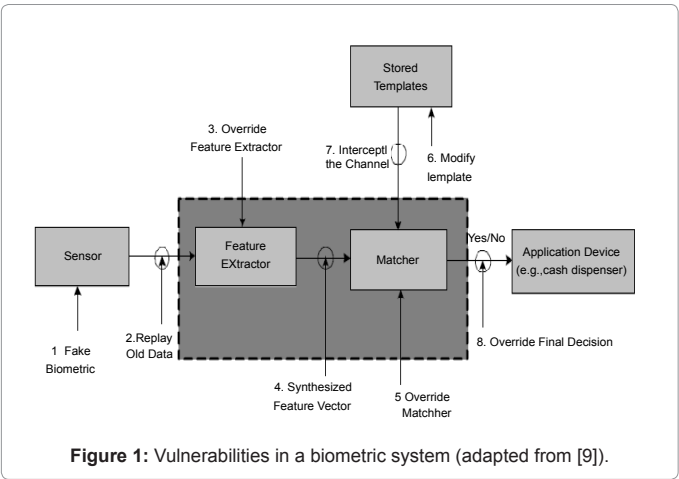 Stored
Templates
3. Override
Feature Extractor
7. Interceptl
the Channel
6. Modify
lemplate
Sensor
Feature
EXtractor
Matcher
Yes/No
Application Device
(e.g.,cash dispenser)
1 Fake
Biometric
2.Replay
Old Data
4. Synthesized
Feature Vector
5 Override
Matchher
8. Override Final Decision
Figure 1: Vulnerabilities in a biometric system (adapted from [9]).